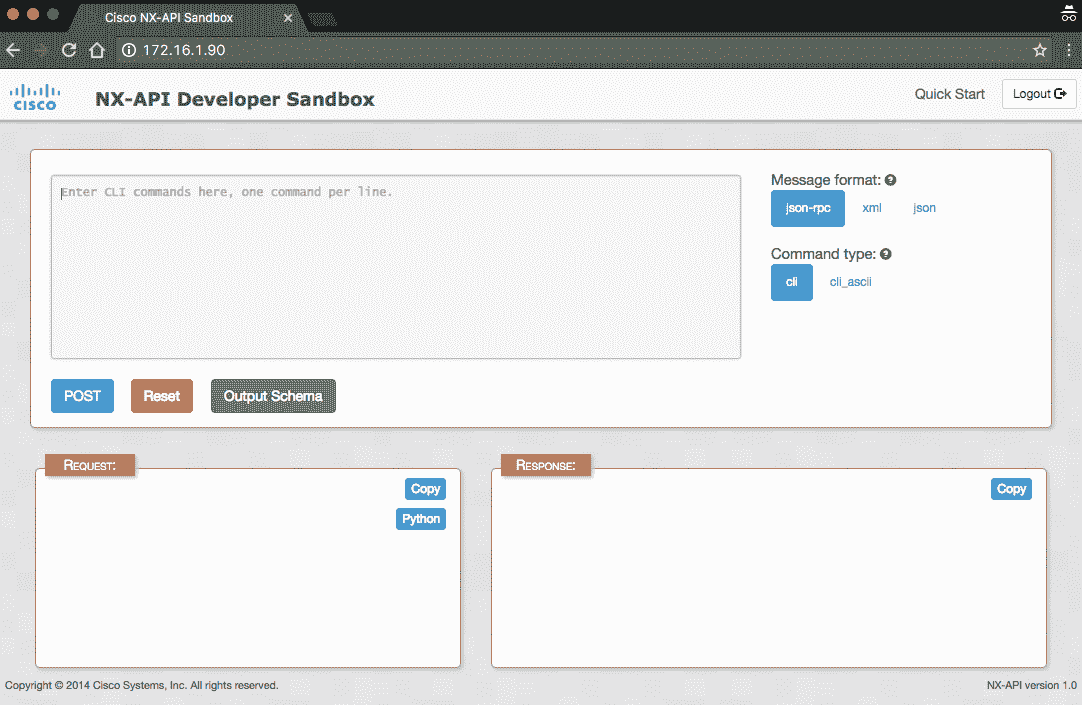 Cisco NX-API Sandbox
172.16.1.90
CISCO
NX-API Developer Sandbox
Quick Start
Logout
Enter CLI commands here, one command per line.
Message format:
json-rpc xml json
Command type:
cli cli_ascii
POST Reset Output Schema
REQUEST:
Copy
Python
RESPONSE:
Copy
Copyright © 2014 Cisco Systems, Inc. All rights reserved.
NX-API version 1.0